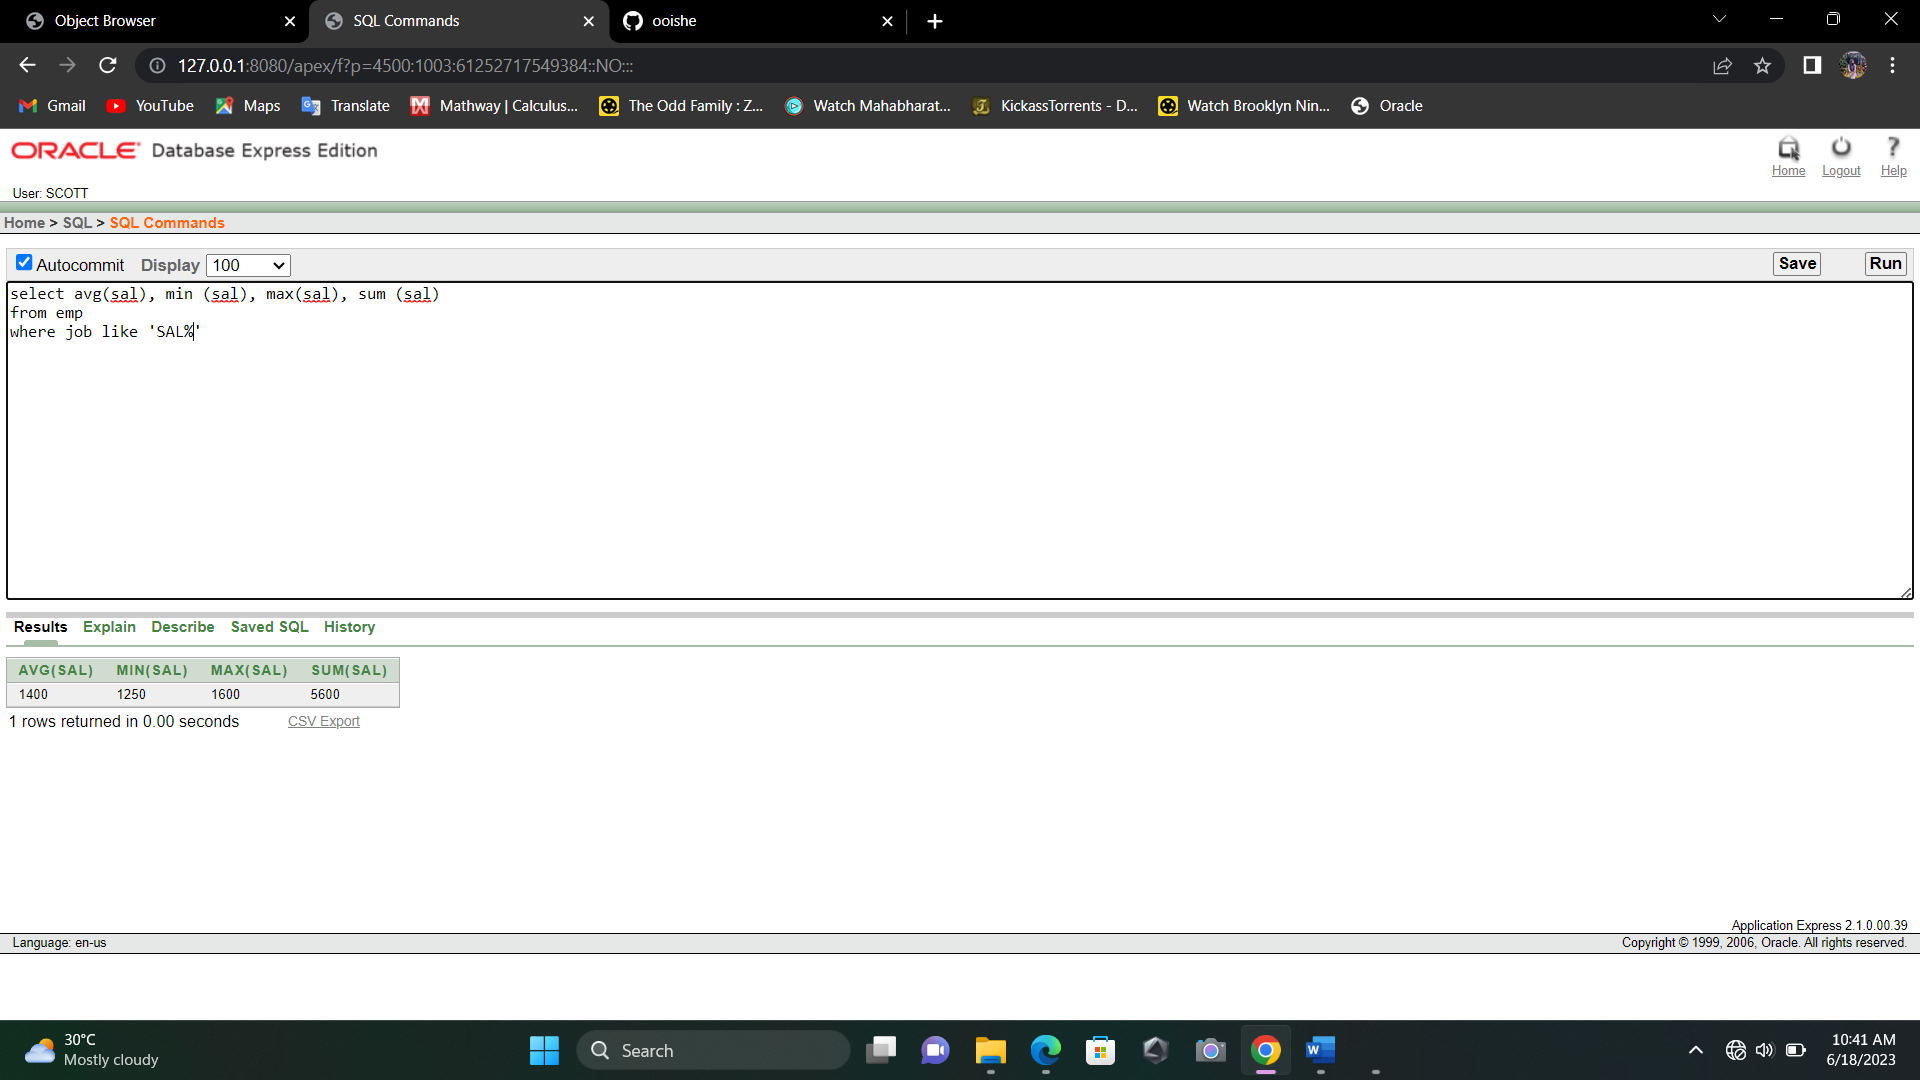 Object Browser
SQL Commands
ooishe
127.0.0.1:8080/apex/f?p=4500:1003:61252717549384::NO:::
Gmail
YouTube
Maps
Translate
Mathway | Calculus...
The Odd Family : Z...
Watch Mahabharat...
KickassTorrents - D...
Watch Brooklyn Nin...
Oracle
ORACLE Database Express Edition
Home
Logout
Help
User: SCOTT
Home > SQL > SQL Commands
Autocommit Display 100
Save
Run
select avg(sal), min (sal), max(sal), sum (sal)
from emp
where job like 'SAL%'
Results Explain Describe Saved SQL History
AVG(SAL) MIN(SAL) MAX(SAL) SUM(SAL)
1400 1250 1600 5600
1 rows returned in 0.00 seconds
CSV Export
Application Express 2.1.0.00.39
Language: en-us
Copyright © 1999, 2006, Oracle. All rights reserved.
30°C
Mostly cloudy
Search
10:41 AM
6/18/2023